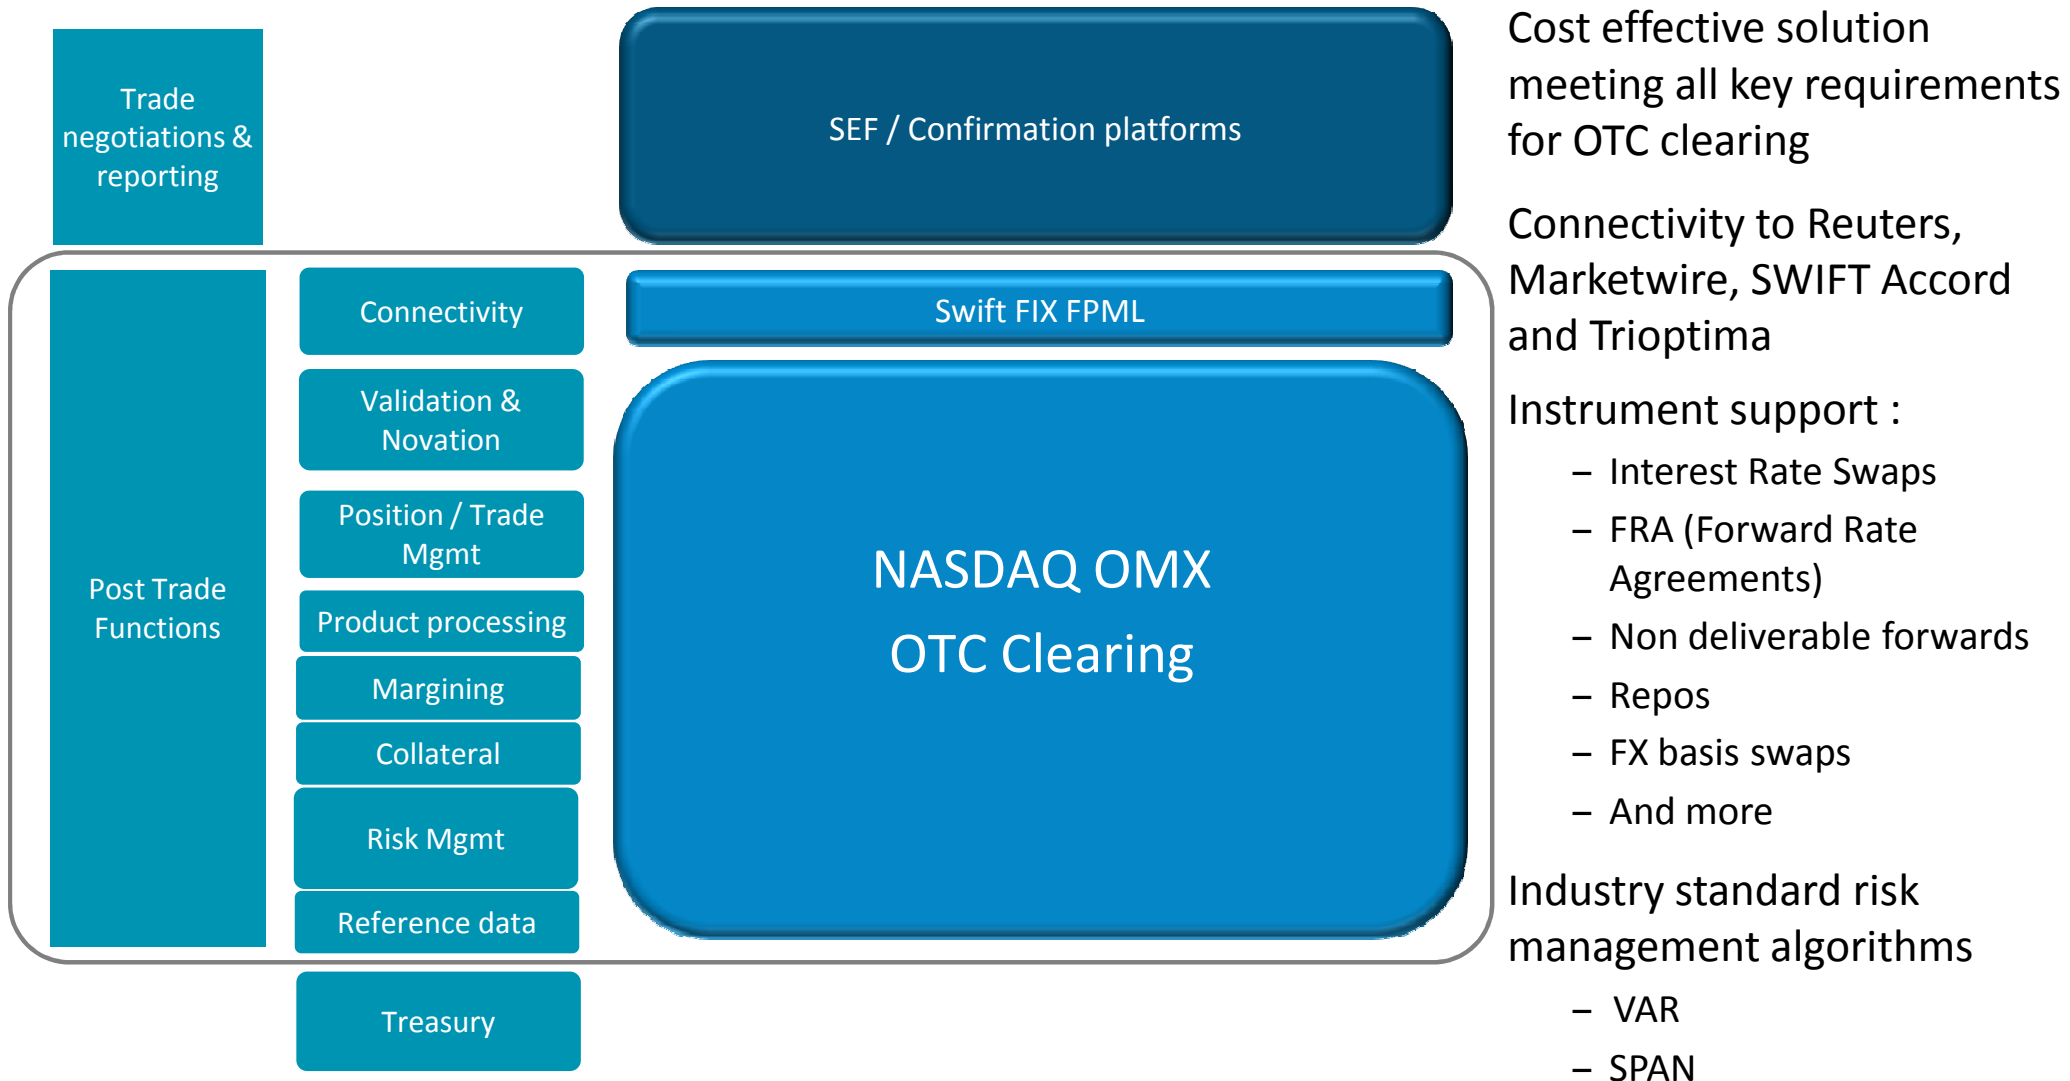 Trade
negotiations &
reporting
SEF / Confirmation platforms
Post Trade
Functions
Connectivity
Swift FIX FPML
Validation &
Novation
Position / Trade
Mgmt
Product processing
Margining
Collateral
Risk Mgmt
Reference data
Treasury
NASDAQ OMX
OTC Clearing
Cost effective solution
meeting all key requirements
for OTC clearing
Connectivity to Reuters,
Marketwire, SWIFT Accord
and Trioptima
Instrument support :
– Interest Rate Swaps
– FRA (Forward Rate
Agreements)
– Non deliverable forwards
– Repos
– FX basis swaps
– And more
Industry standard risk
management algorithms
– VAR
– SPAN